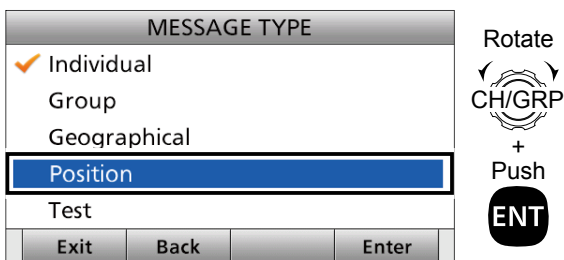 MESSAGE TYPE
Individual
Group
Geographical
Position
Test
Exit Back Enter
Rotate
CH/GRP
+
Push
ENT